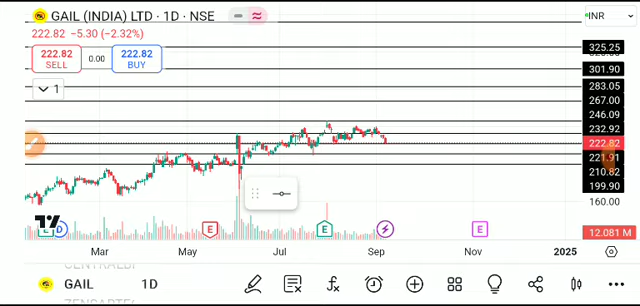 GAIL (INDIA) LTD · 1D · NSE
INR
222.82 −5.30 (−2.32%)
222.82
SELL
0.00
222.82
BUY
1
325.25
301.90
283.05
267.00
246.09
232.92
222.82
221.91
210.82
199.90
160.00
12.081 M
E
D
E
E
E
Mar
May
Jul
Sep
Nov
2025
GAIL
1D